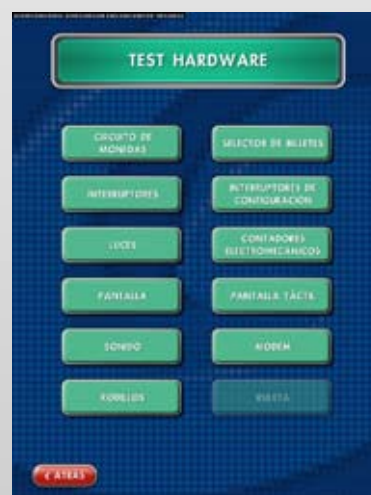 TEST HARDWARE
CIRCUITO DE
MONEDAS
SELECTOR DE BILLETES
INTERRUPTORES
INTERRUPTORES DE
CONFIGURACIÓN
LUCES
CONTADORES
ELECTROMECÁNICOS
PANTALLA
PANTALLA TÁCTIL
SONIDO
MODEM
RODILLOS
RULETA
ATRÁS